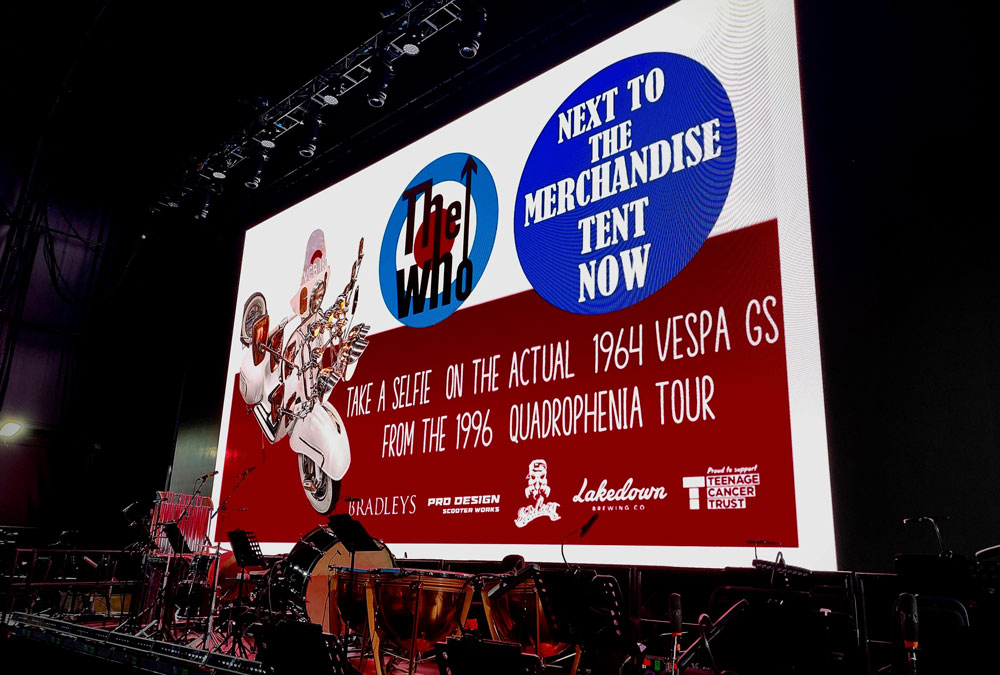 The
who
NEXT TO
THE
MERCHANDISE
TENT
NOW
TAKE A SELFIE ON THE ACTUAL 1964 VESPA GS
FROM THE 1996 QUADROPHENIA TOUR
BRADLEYS
PRO DESIGN
SCOOTER WORKS
Lakedown
BREWING CO
Proud to support
TEENAGE
CANCER
TRUST